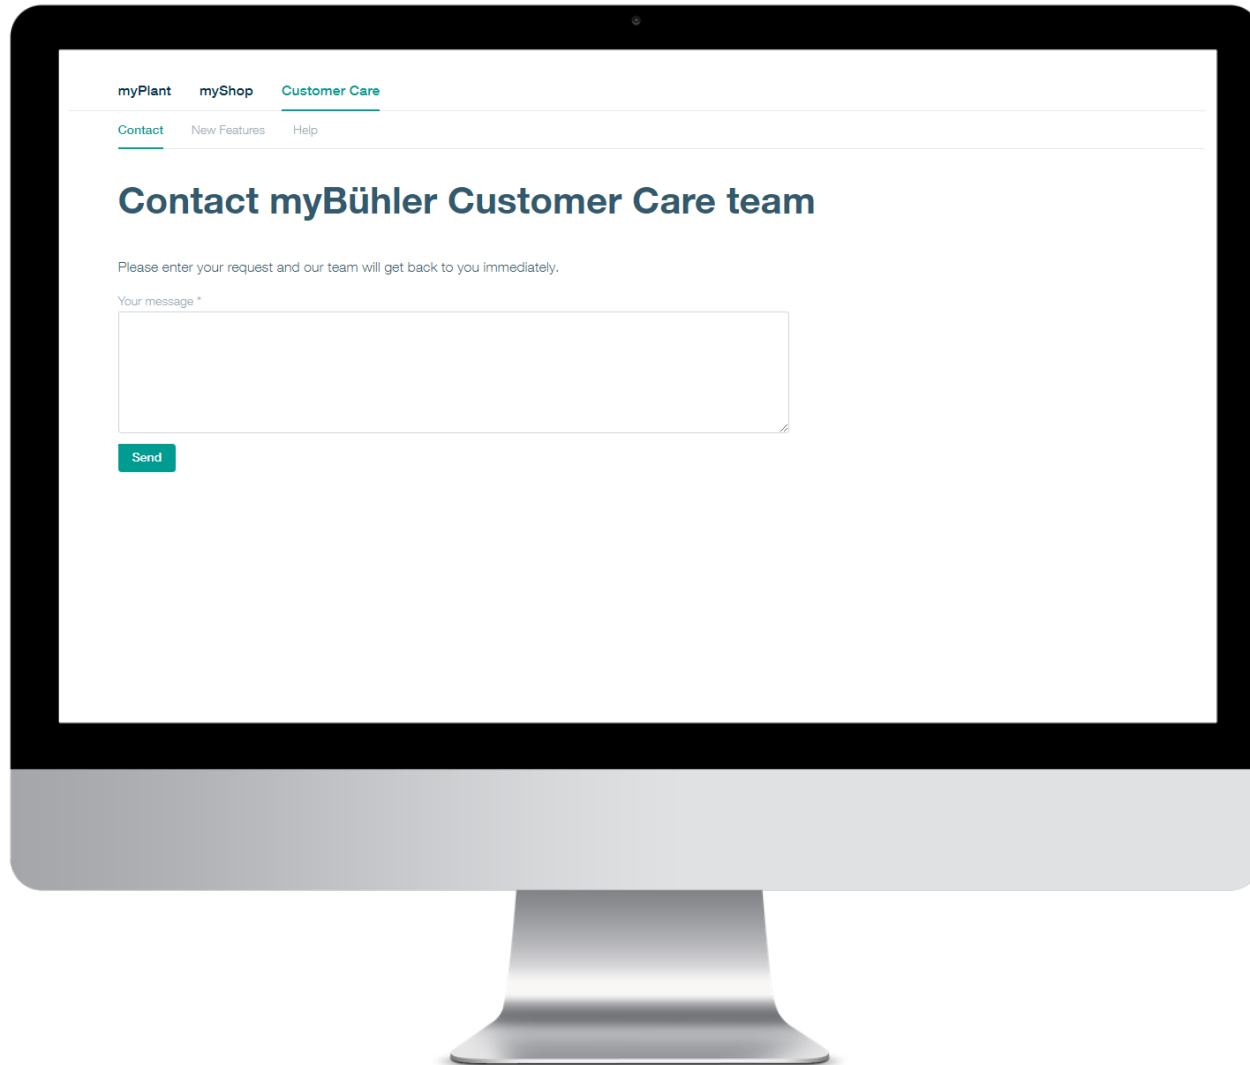 myPlant myShop Customer Care
Contact New Features Help
Contact myBühler Customer Care team
Please enter your request and our team will get back to you immediately.
Your message *
Send